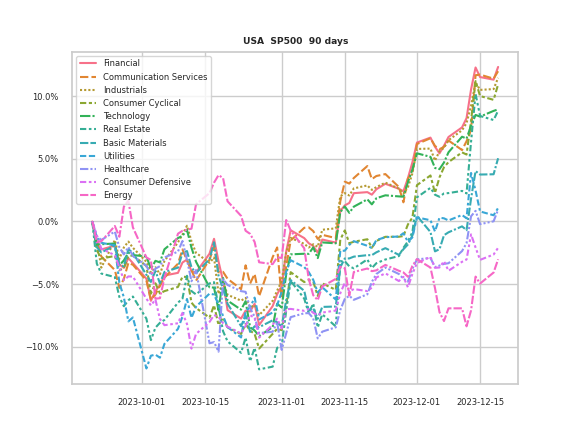 USA SP500 90 days
Financial
Communication Services
Industrials
Consumer Cyclical
Technology
Real Estate
Basic Materials
Utilities
Healthcare
Consumer Defensive
Energy
10.0%
5.0%
0.0%
−5.0%
−10.0%
2023-10-01 2023-10-15 2023-11-01 2023-11-15 2023-12-01 2023-12-15